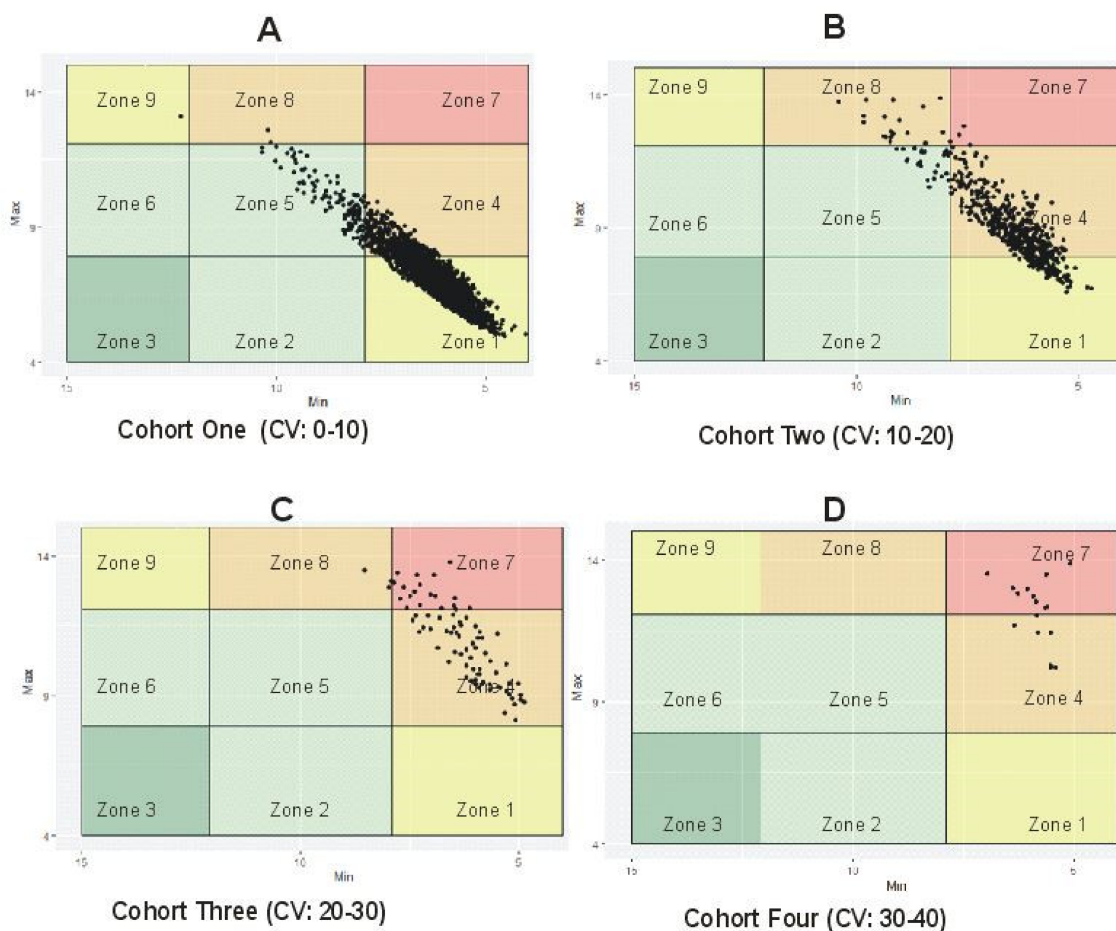 A
Zone 9 Zone 8 Zone 7
Zone 6 Zone 5 Zone 4
Zone 3 Zone 2 Zone 1
14
9
4
Max
15 10 5
Min
Cohort One (CV: 0-10)
B
Zone 9 Zone 8 Zone 7
Zone 6 Zone 5 Zone 4
Zone 3 Zone 2 Zone 1
14
9
4
Max
15 10 5
Min
Cohort Two (CV: 10-20)
C
Zone 9 Zone 8 Zone 7
Zone 6 Zone 5 Zone 4
Zone 3 Zone 2 Zone 1
14
9
4
Max
15 10 5
Min
Cohort Three (CV: 20-30)
D
Zone 9 Zone 8 Zone 7
Zone 6 Zone 5 Zone 4
Zone 3 Zone 2 Zone 1
14
9
4
Max
15 10 5
Min
Cohort Four (CV: 30-40)